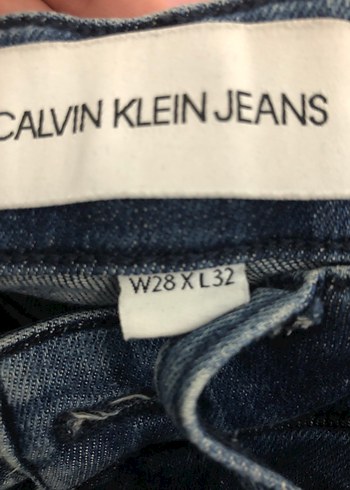 CALVIN KLEIN JEANS
W28 X L32